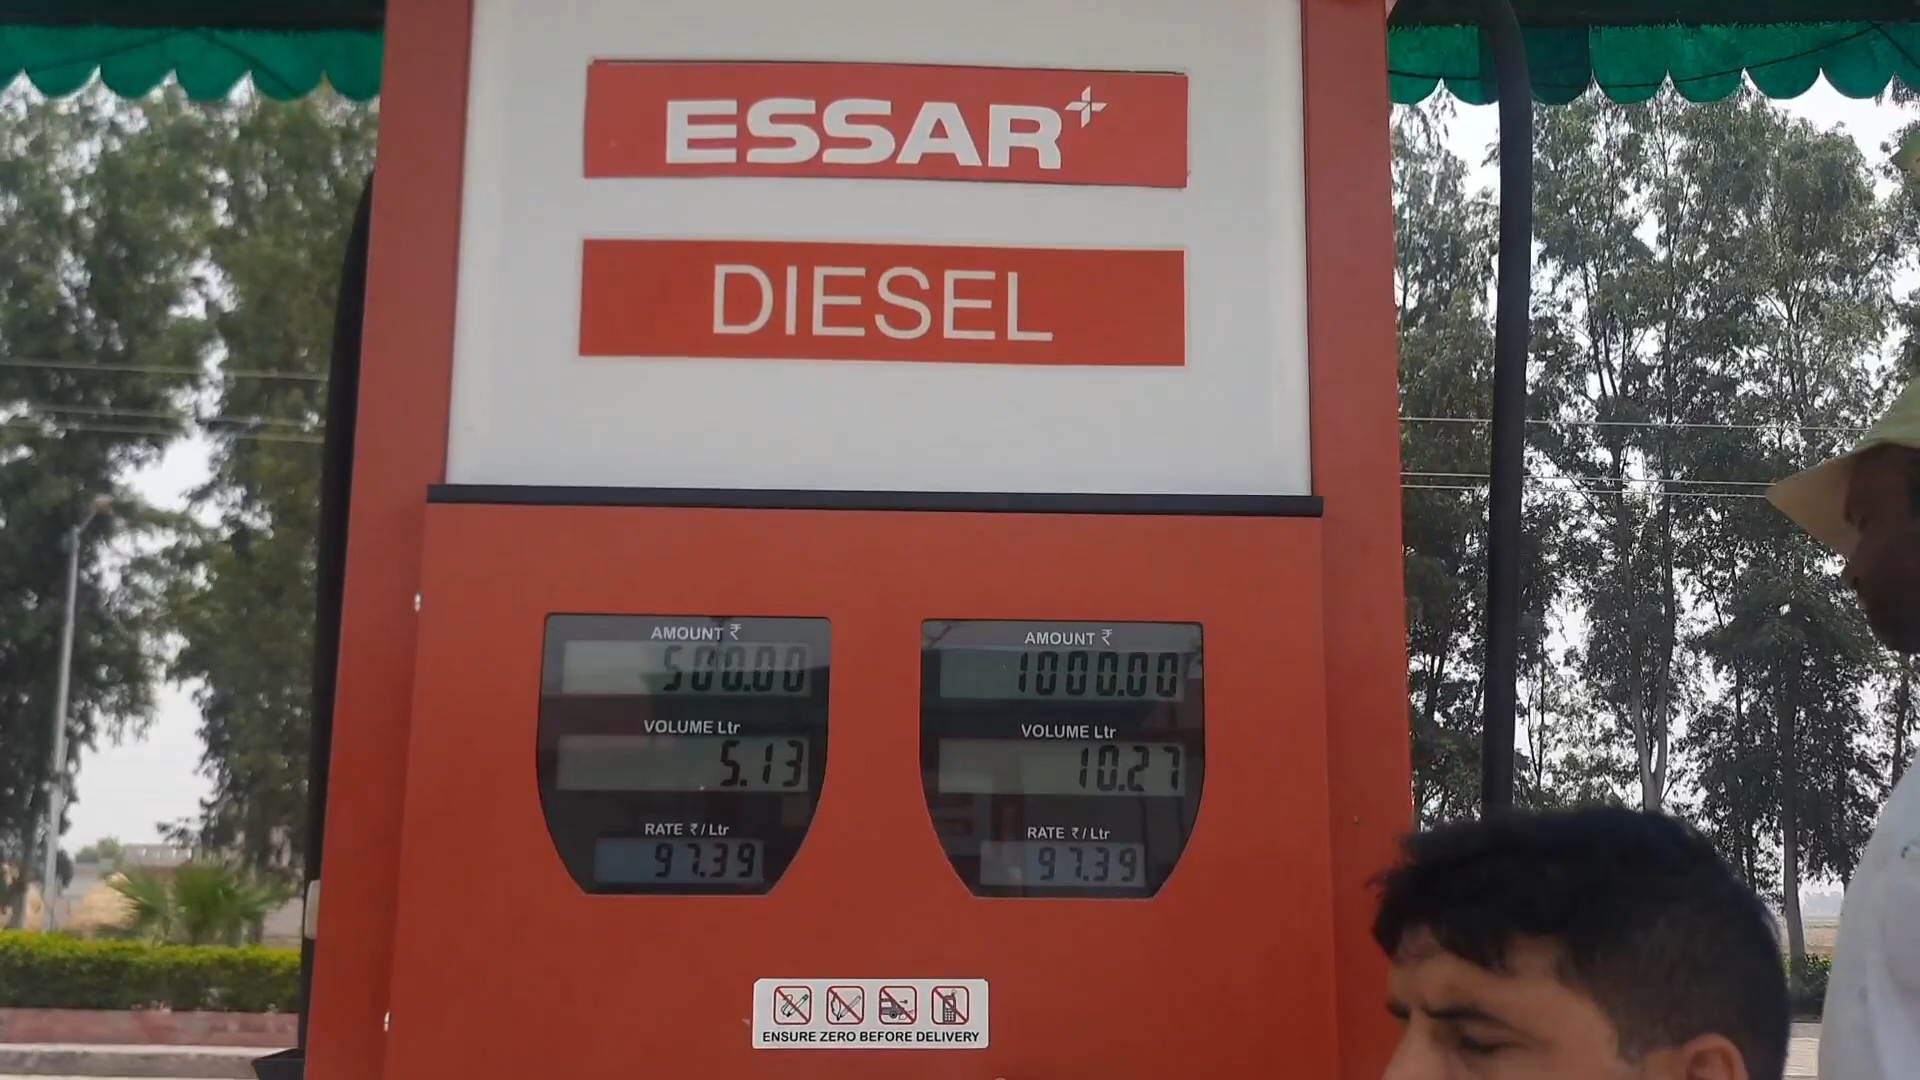 ESSAR
DIESEL
AMOUNT ₹
500.00
VOLUME Ltr
5.13
RATE ₹/Ltr
97.39
AMOUNT ₹
1000.00
VOLUME Ltr
10.27
RATE ₹/Ltr
97.39
ENSURE ZERO BEFORE DELIVERY